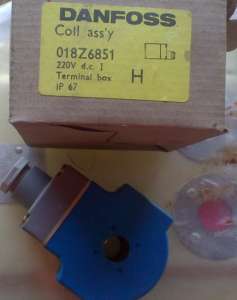 DANFOSS
Coil ass'y
018Z6851
220V d.c. I
Terminal box H
IP 67